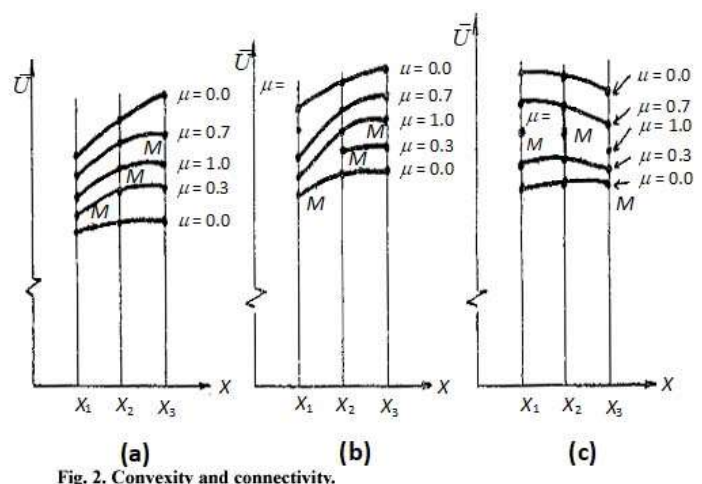 Ū
μ = 0.0
μ = 0.7
M
μ = 1.0
M
μ = 0.3
M
μ = 0.0
X
X₁ X₂ X₃
(a)
Ū
μ =
u = 0.0
μ = 0.7
μ = 1.0
M
μ = 0.3
M
μ = 0.0
M
X
X₁ X₂ X₃
(b)
Ū
μ = 0.0
μ = 0.7
μ =
μ = 1.0
M
M
μ = 0.3
μ = 0.0
M
X
X₁ X₂ X₃
(c)
Fig. 2. Convexity and connectivity.